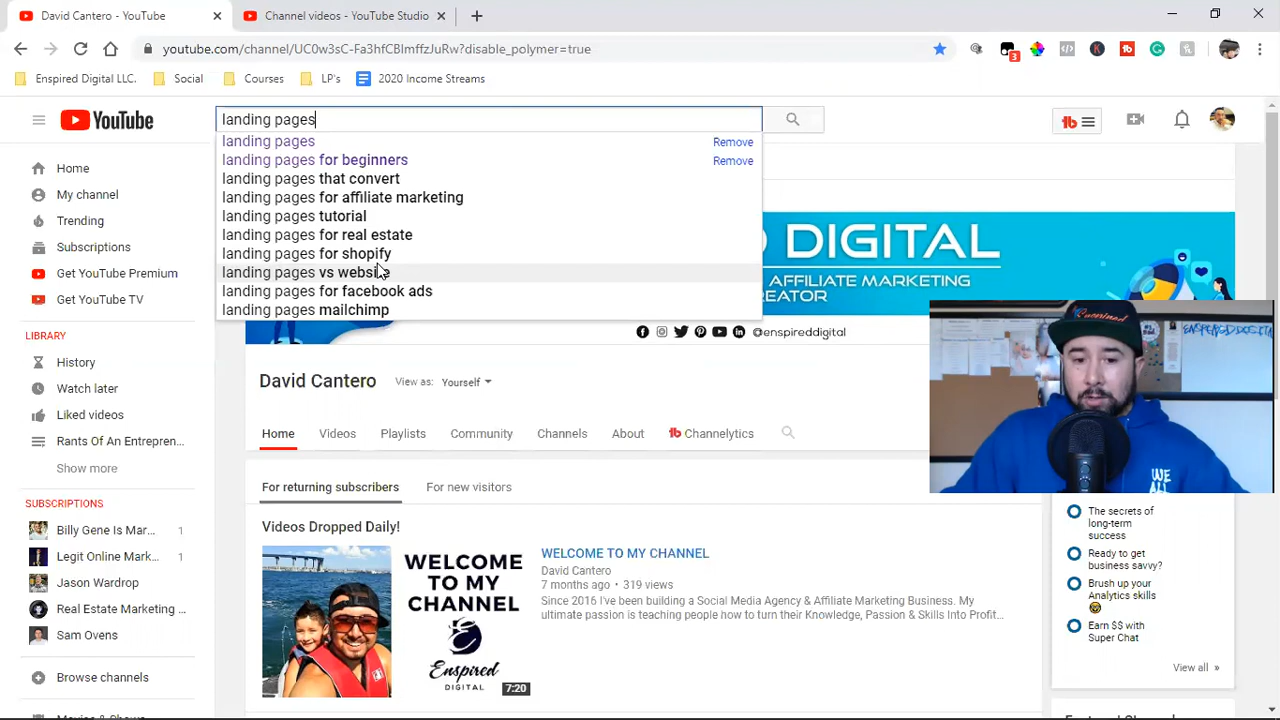 David Cantero - YouTube
Channel videos - YouTube Studio
youtube.com/channel/UC0w3sC-Fa3hfCBImffzJuRw?disable_polymer=true
3
Enspired Digital LLC.
Social
Courses
LP's
2020 Income Streams
YouTube
landing pages
landing pages Remove
landing pages for beginners Remove
landing pages that convert
landing pages for affiliate marketing
landing pages tutorial
landing pages for real estate
landing pages for shopify
landing pages vs website
landing pages for facebook ads
landing pages mailchimp
Home
My channel
Trending
Subscriptions
Get YouTube Premium
Get YouTube TV
LIBRARY
History
Watch later
Liked videos
Rants Of An Entrepren...
Show more
SUBSCRIPTIONS
Billy Gene Is Mar... 1
Legit Online Mark... 1
Jason Wardrop
Real Estate Marketing ...
Sam Ovens
Browse channels
DIGITAL
AFFILIATE MARKETING
CREATOR
@enspireddigital
David Cantero
View as: Yourself
Home
Videos
Playlists
Community
Channels
About
Channelytics
For returning subscribers
For new visitors
Videos Dropped Daily!
WELCOME
TO MY
CHANNEL
Enspired
DIGITAL
7:20
WELCOME TO MY CHANNEL
David Cantero
7 months ago • 319 views
Since 2016 I've been building a Social Media Agency & Affiliate Marketing Business. My
ultimate passion is teaching people how to turn their Knowledge, Passion & Skills Into Profit...
WE
ALL
The secrets of
long-term
success
Ready to get
business savvy?
Brush up your
Analytics skills
Earn $$ with
Super Chat
View all »